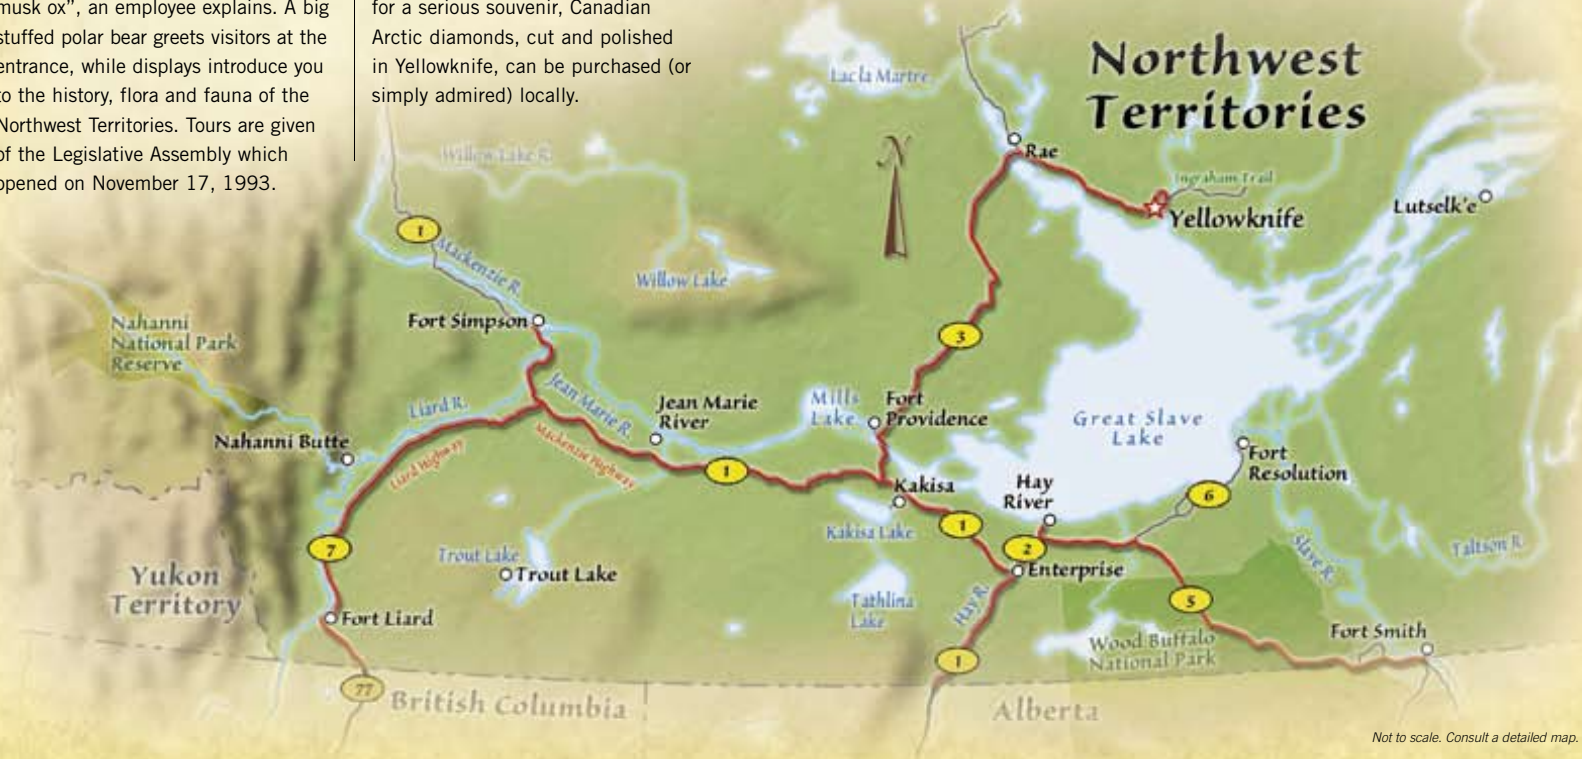 musk ox”, an employee explains. A big
stuffed polar bear greets visitors at the
entrance, while displays introduce you
to the history, flora and fauna of the
Northwest Territories. Tours are given
of the Legislative Assembly which
opened on November 17, 1993.
for a serious souvenir, Canadian
Arctic diamonds, cut and polished
in Yellowknife, can be purchased (or
simply admired) locally.
Northwest
Territories
Lac la Martre
Willow Lake R.
Rae
Ingraham Trail
Yellowknife
Lutselk'e
1
Mackenzie R.
Willow Lake
Fort Simpson
Nahanni
National Park
Reserve
3
Liard R.
Jean Marie R.
Jean Marie
River
Mills
Lake
Fort
Providence
Great Slave
Lake
Nahanni Butte
Liard Highway
Mackenzie Highway
1
Kakisa
Hay
River
Fort
Resolution
6
Kakisa Lake
1
2
7
Trout Lake
Trout Lake
Enterprise
Slave R.
Taltson R.
Yukon
Territory
Tathlina
Lake
Hay R.
5
Fort Liard
Wood Buffalo
National Park
Fort Smith
1
77
British Columbia
Alberta
Not to scale. Consult a detailed map.